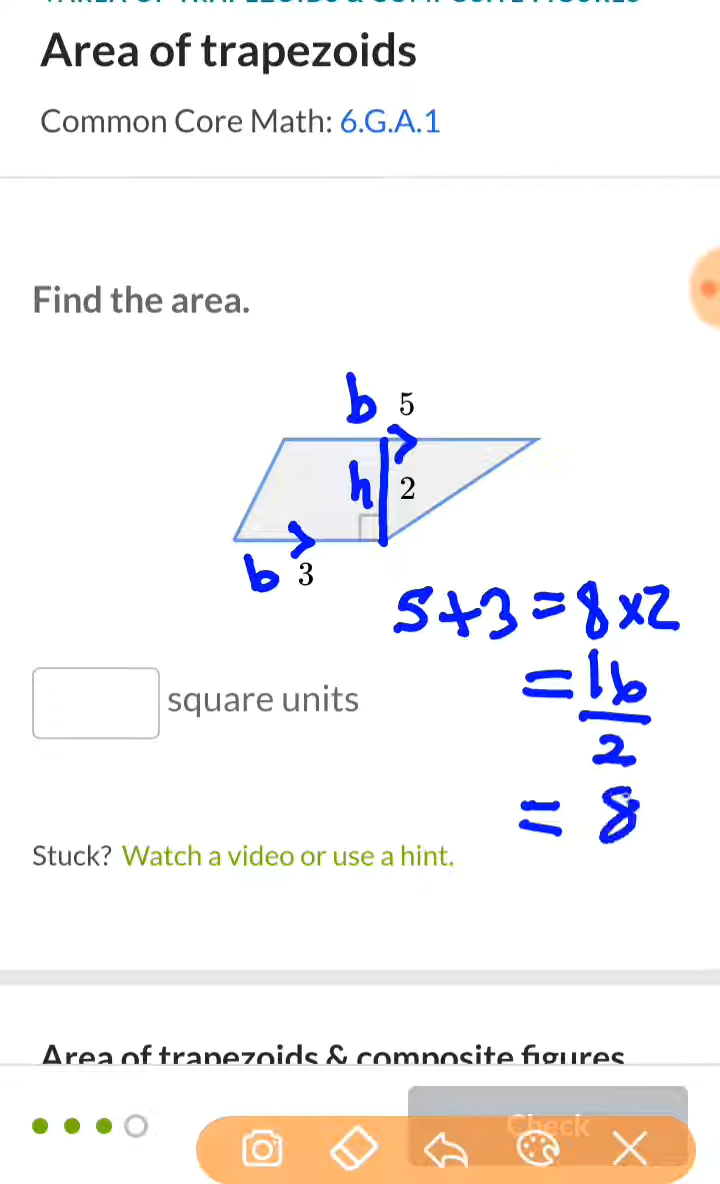 Area of trapezoids
Common Core Math: 6.G.A.1
Find the area.
b 5
h 2
b 3
5+3=8x2
=16
2
= 8
square units
Stuck? Watch a video or use a hint.
Area of trapezoids & composite figures
Check